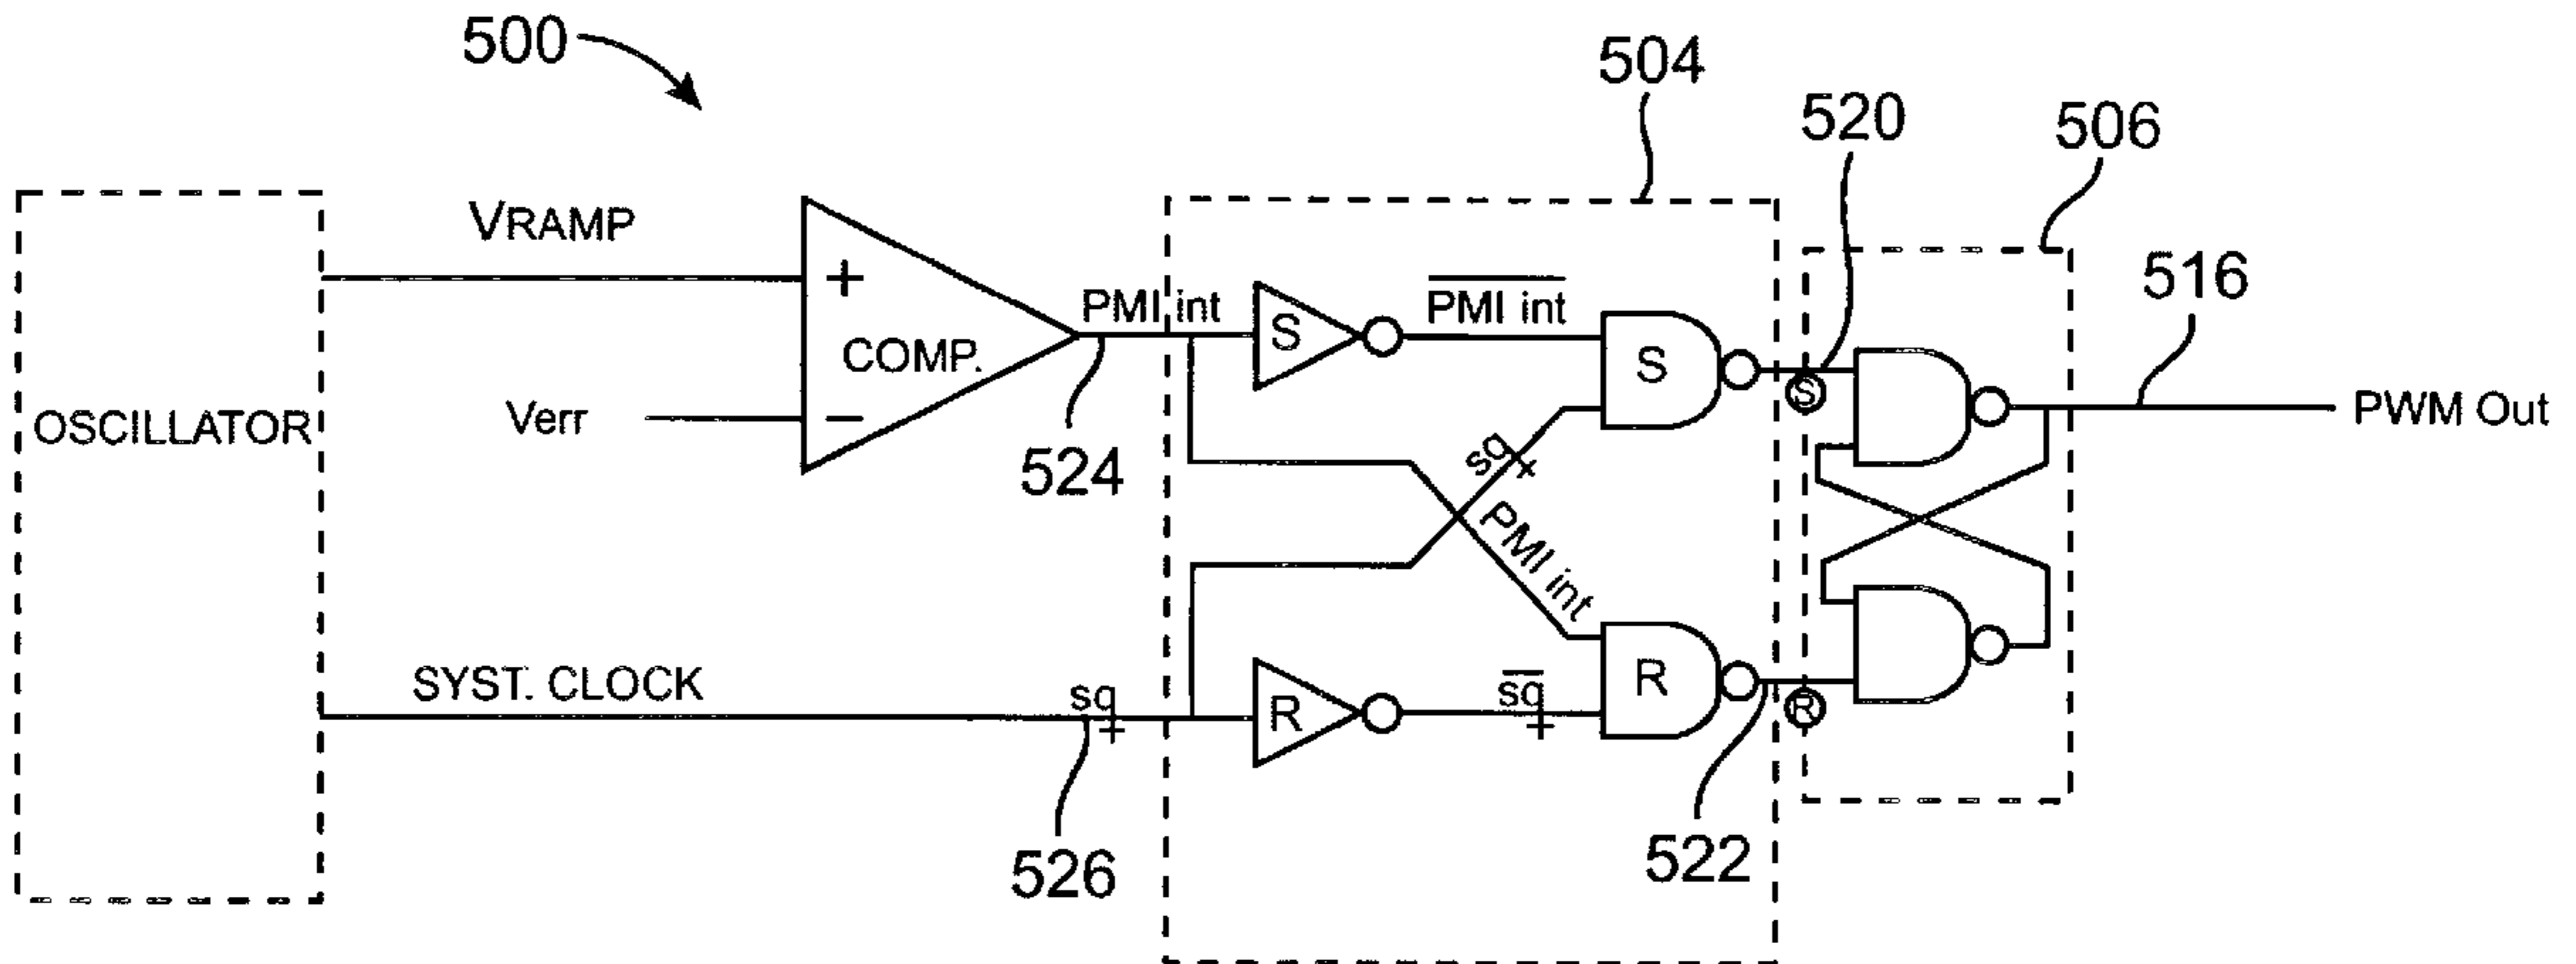 500
504
520
506
516
VRAMP
+
COMP.
−
Verr
OSCILLATOR
PMI int
524
S
PMI int
S
S
PWM Out
sq
PMI int
SYST. CLOCK
sq
526
R
sq
R
R
522